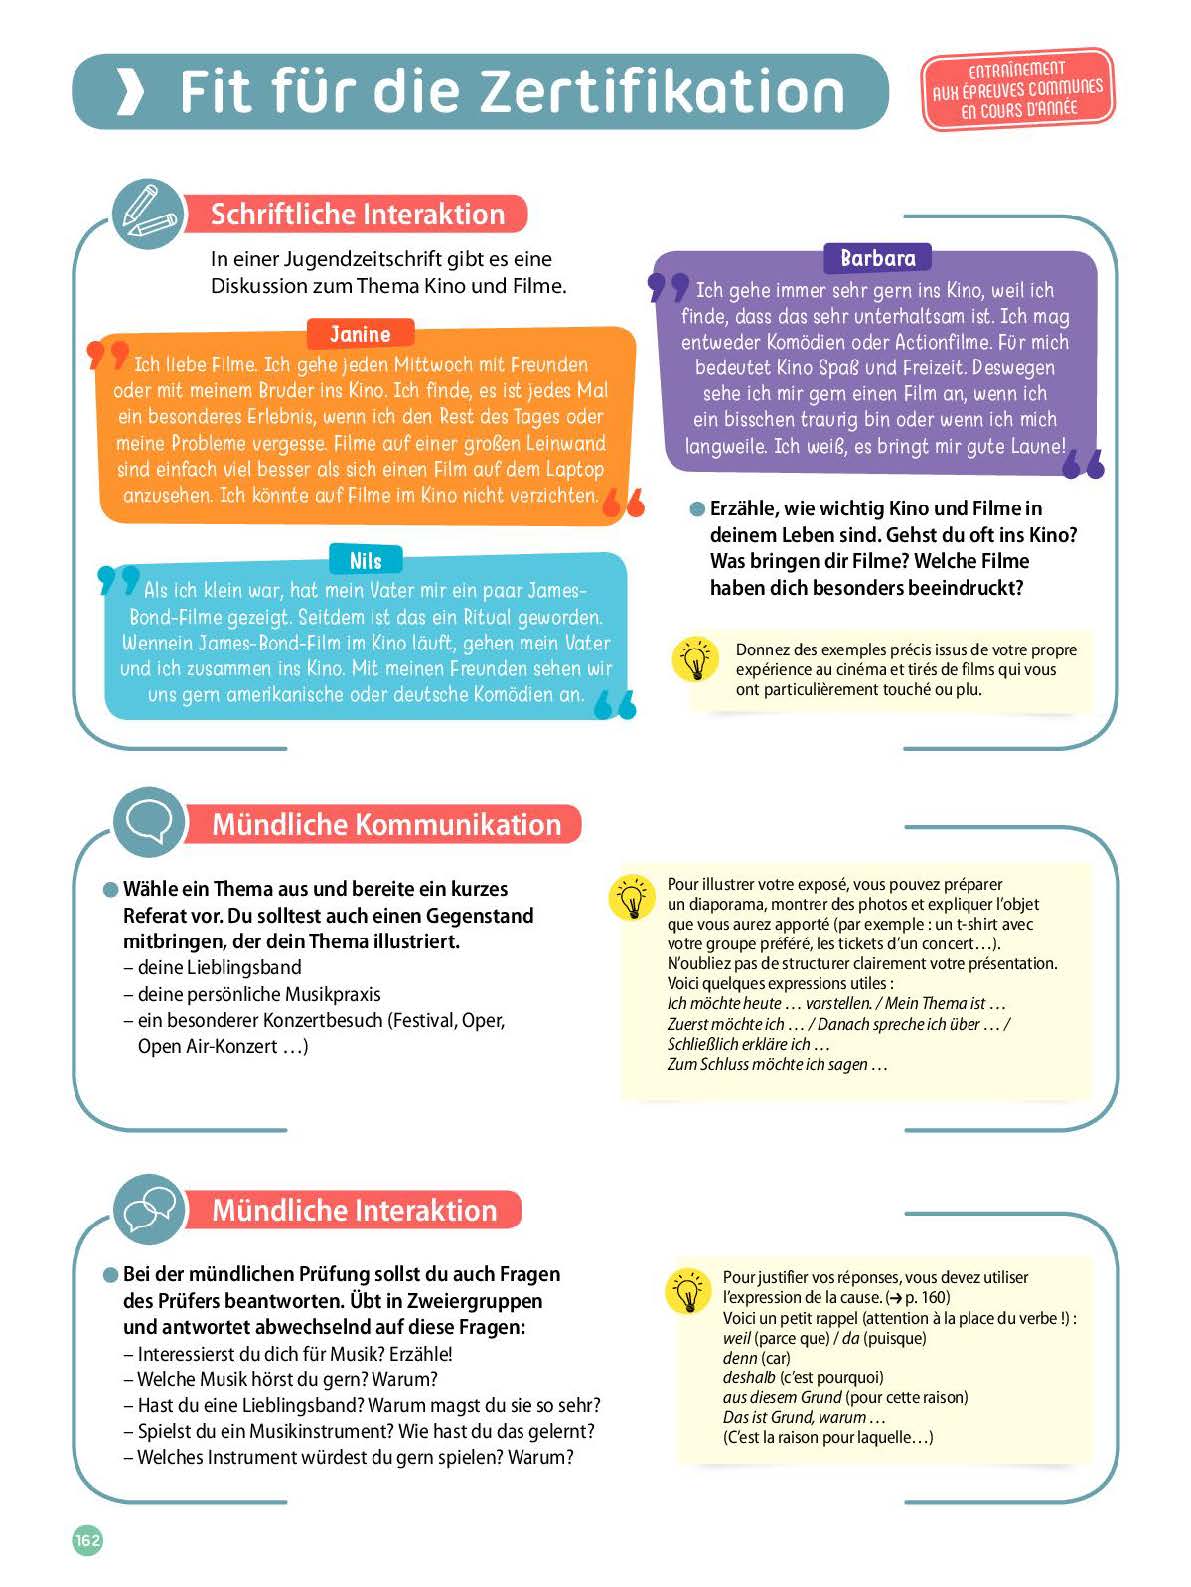 Fit für die Zertifikation
ENTRAÎNEMENT
AUX ÉPREUVES COMMUNES
EN COURS D'ANNÉE
Schriftliche Interaktion
In einer Jugendzeitschrift gibt es eine
Diskussion zum Thema Kino und Filme.
Janine
Ich liebe Filme. Ich gehe jeden Mittwoch mit Freunden
oder mit meinem Bruder ins Kino. Ich finde, es ist jedes Mal
ein besonderes Erlebnis, wenn ich den Rest des Tages oder
meine Probleme vergesse. Filme auf einer großen Leinwand
sind einfach viel besser als sich einen Film auf dem Laptop
anzusehen. Ich könnte auf Filme im Kino nicht verzichten.
Nils
Als ich klein war, hat mein Vater mir ein paar James-
Bond-Filme gezeigt. Seitdem ist das ein Ritual geworden.
Wennein James-Bond-Film im Kino läuft, gehen mein Vater
und ich zusammen ins Kino. Mit meinen Freunden sehen wir
uns gern amerikanische oder deutsche Komödien an.
Barbara
Ich gehe immer sehr gern ins Kino, weil ich
finde, dass das sehr unterhaltsam ist. Ich mag
entweder Komödien oder Actionfilme. Für mich
bedeutet Kino Spaß und Freizeit. Deswegen
sehe ich mir gern einen Film an, wenn ich
ein bisschen traurig bin oder wenn ich mich
langweile. Ich weiß, es bringt mir gute Laune!
Erzähle, wie wichtig Kino und Filme in
deinem Leben sind. Gehst du oft ins Kino?
Was bringen dir Filme? Welche Filme
haben dich besonders beeindruckt?
Donnez des exemples précis issus de votre propre
expérience au cinéma et tirés de films qui vous
ont particulièrement touché ou plu.
Mündliche Kommunikation
Wähle ein Thema aus und bereite ein kurzes
Referat vor. Du solltest auch einen Gegenstand
mitbringen, der dein Thema illustriert.
– deine Lieblingsband
– deine persönliche Musikpraxis
– ein besonderer Konzertbesuch (Festival, Oper,
Open Air-Konzert …)
Pour illustrer votre exposé, vous pouvez préparer
un diaporama, montrer des photos et expliquer l'objet
que vous aurez apporté (par exemple : un t-shirt avec
votre groupe préféré, les tickets d'un concert…).
N'oubliez pas de structurer clairement votre présentation.
Voici quelques expressions utiles :
Ich möchte heute … vorstellen. / Mein Thema ist …
Zuerst möchte ich … / Danach spreche ich über … /
Schließlich erkläre ich …
Zum Schluss möchte ich sagen …
Mündliche Interaktion
Bei der mündlichen Prüfung sollst du auch Fragen
des Prüfers beantworten. Übt in Zweiergruppen
und antwortet abwechselnd auf diese Fragen:
– Interessierst du dich für Musik? Erzähle!
– Welche Musik hörst du gern? Warum?
– Hast du eine Lieblingsband? Warum magst du sie so sehr?
– Spielst du ein Musikinstrument? Wie hast du das gelernt?
– Welches Instrument würdest du gern spielen? Warum?
Pour justifier vos réponses, vous devez utiliser
l'expression de la cause. (➔ p. 160)
Voici un petit rappel (attention à la place du verbe !) :
weil (parce que) / da (puisque)
denn (car)
deshalb (c'est pourquoi)
aus diesem Grund (pour cette raison)
Das ist Grund, warum …
(C'est la raison pour laquelle…)
162